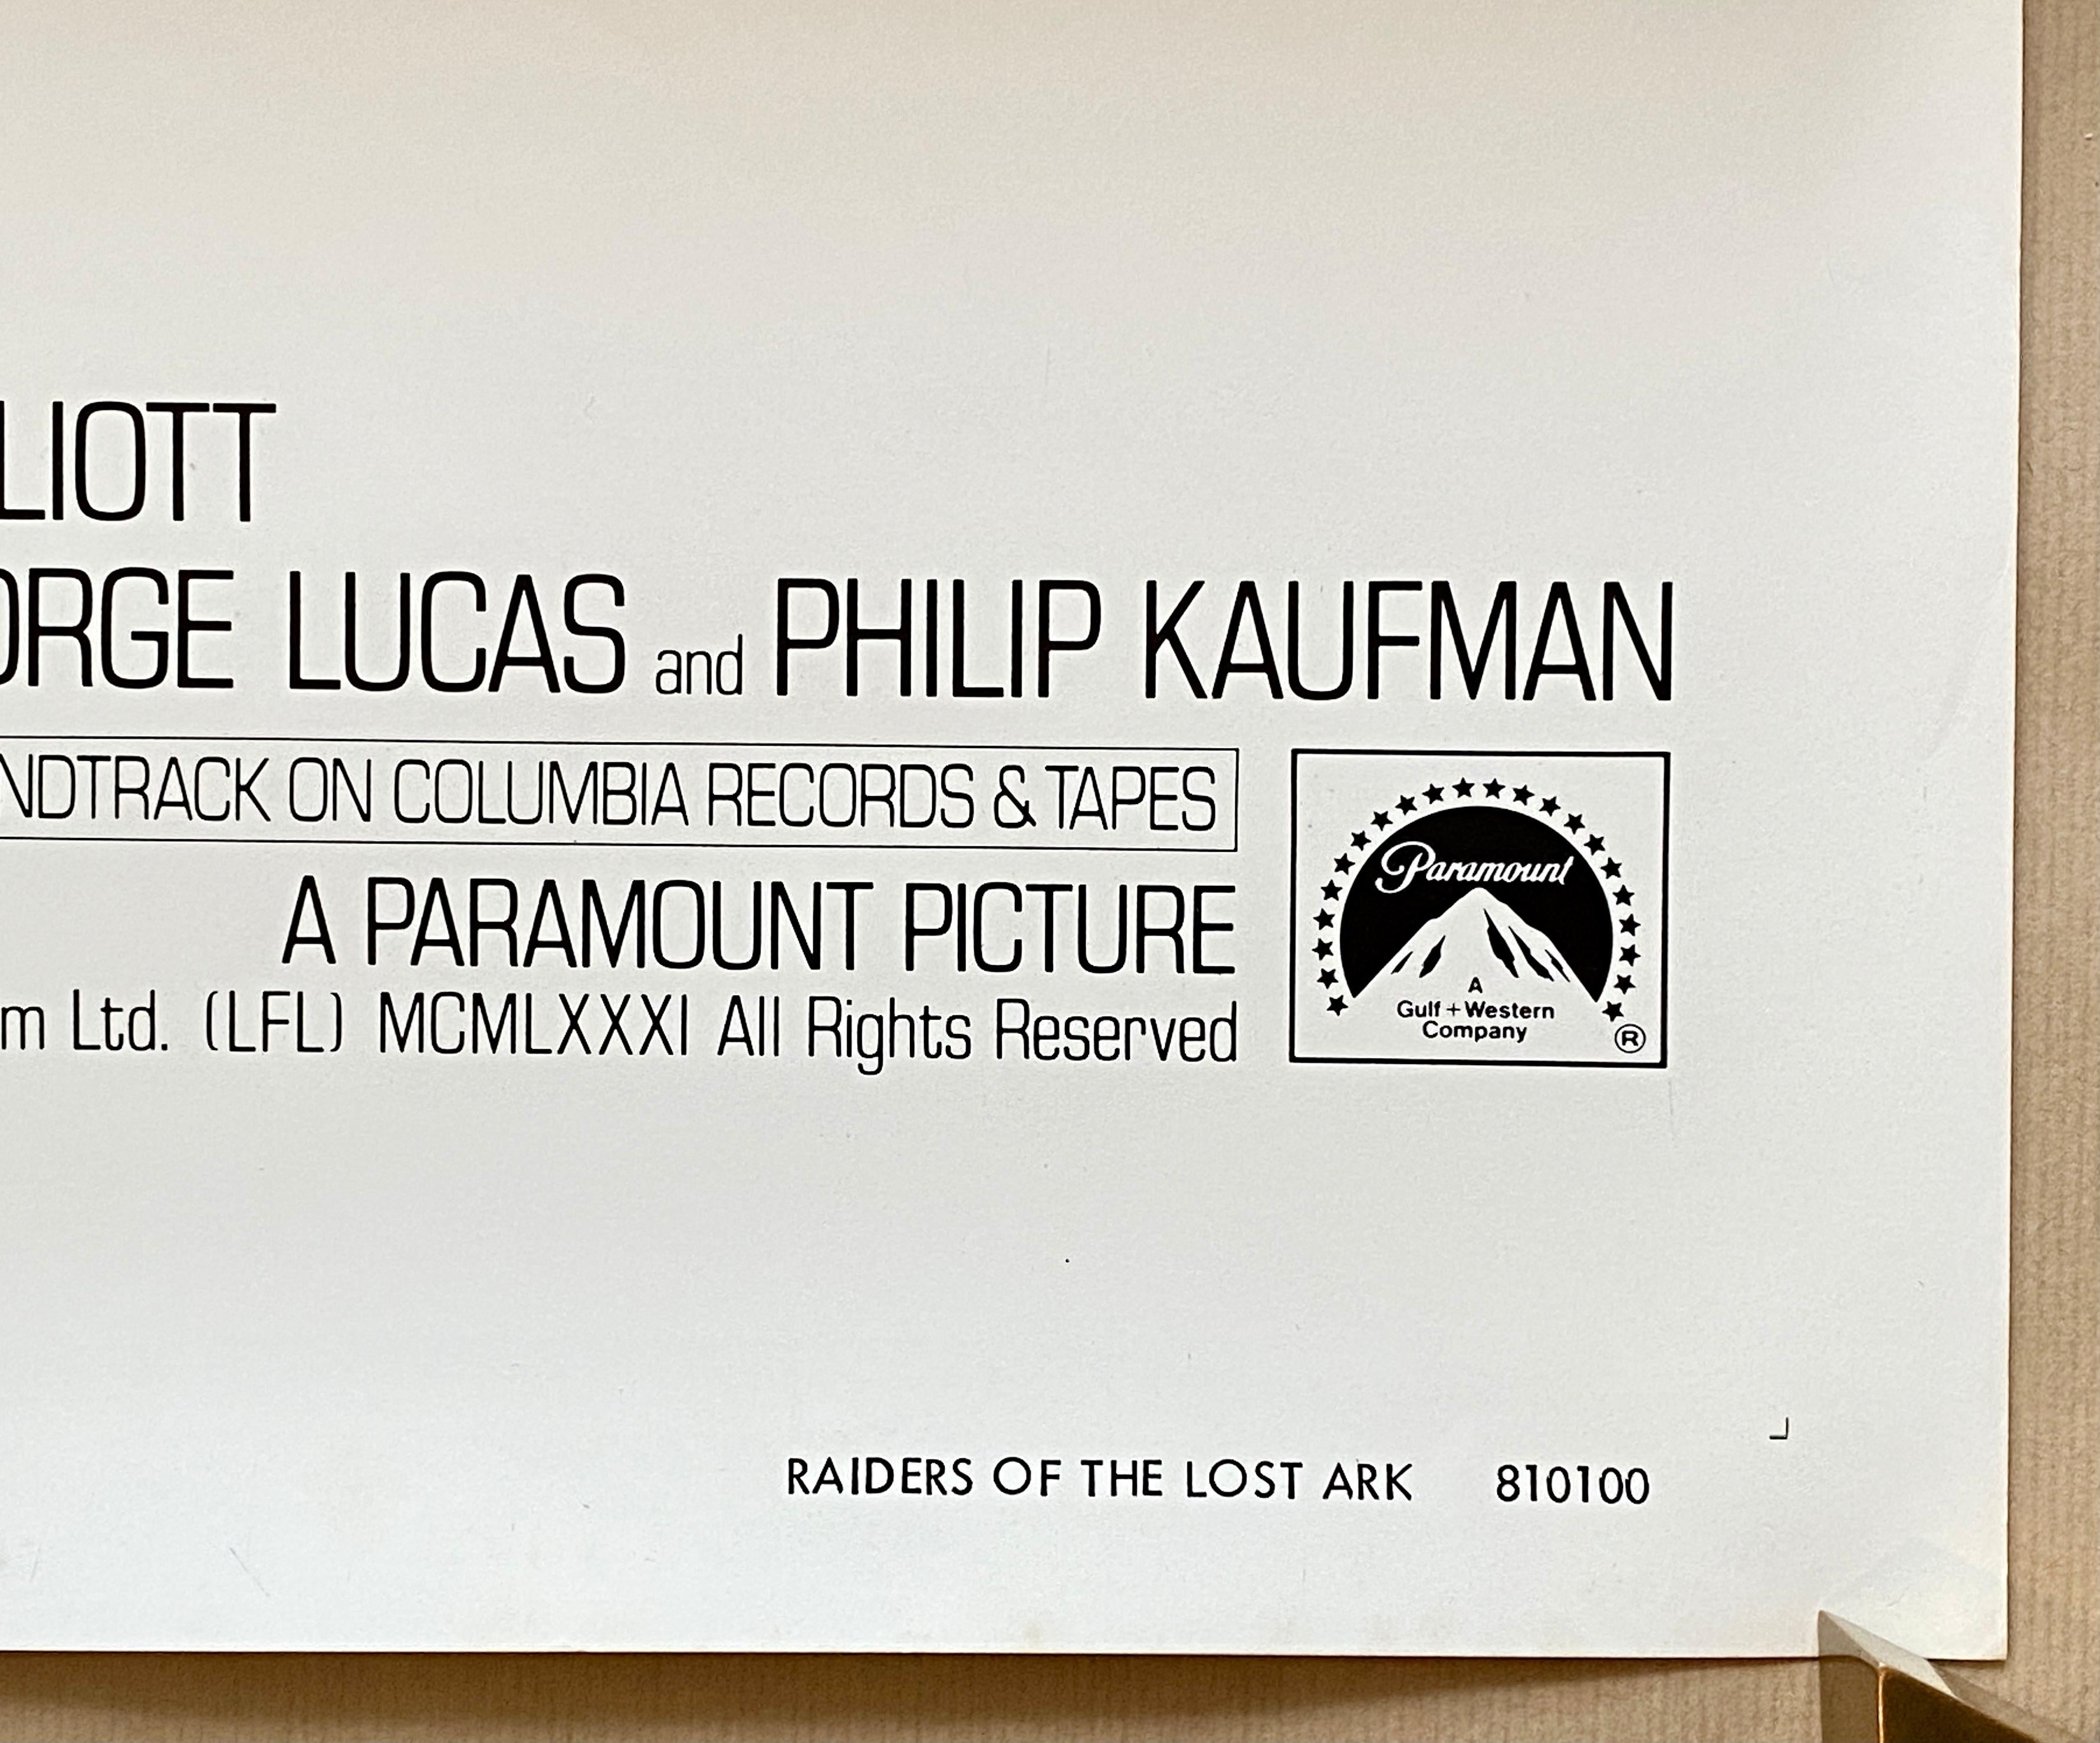 LIOTT
ORGE LUCAS and PHILIP KAUFMAN
NDTRACK ON COLUMBIA RECORDS & TAPES
A PARAMOUNT PICTURE
m Ltd. (LFL) MCMLXXXI All Rights Reserved
Paramount
A
Gulf + Western
Company
®
RAIDERS OF THE LOST ARK 810100